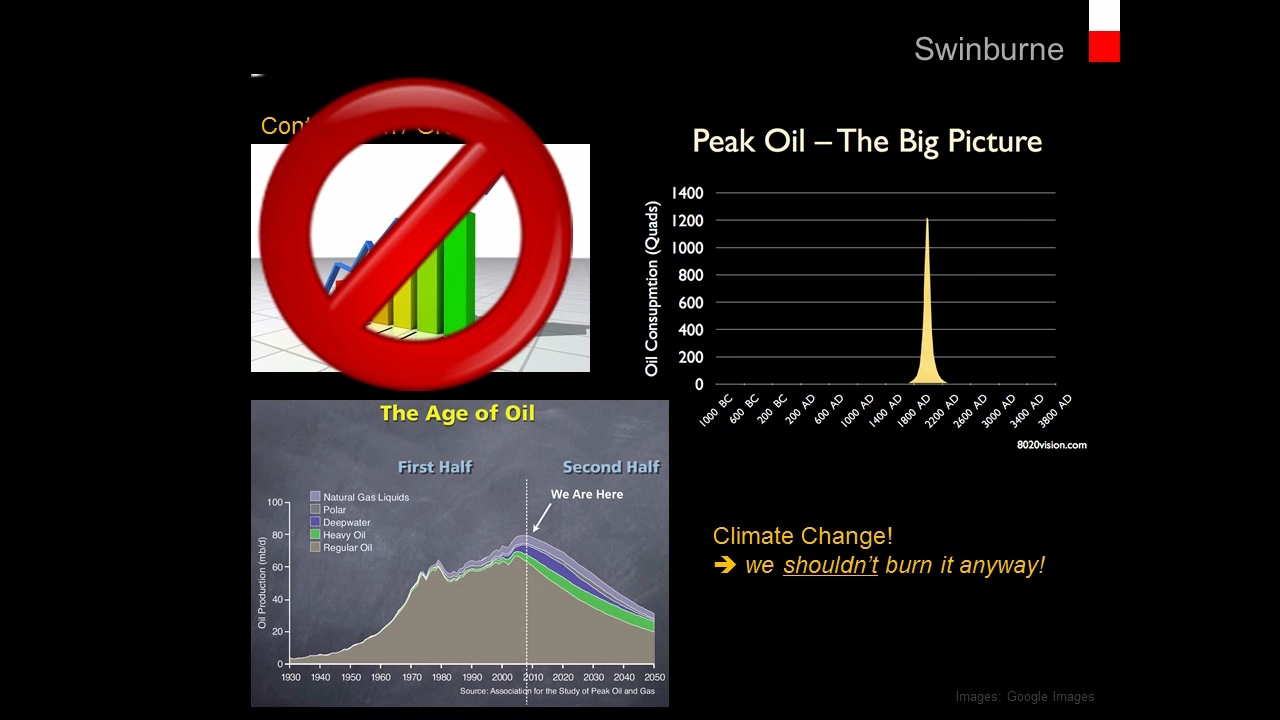 Swinburne
Peak Oil – The Big Picture
Oil Consupmtion (Quads)
1400
1200
1000
800
600
400
200
0
1000 BC
600 BC
200 BC
200 AD
600 AD
1000 AD
1400 AD
1800 AD
2200 AD
2600 AD
3000 AD
3400 AD
3800 AD
8020vision.com
The Age of Oil
First Half
Second Half
We Are Here
Natural Gas Liquids
Polar
Deepwater
Heavy Oil
Regular Oil
Oil Production (mb/d)
100
80
60
40
20
0
1930 1940 1950 1960 1970 1980 1990 2000 2010 2020 2030 2040 2050
Source: Association for the Study of Peak Oil and Gas
Climate Change!
➔ we shouldn't burn it anyway!
Images: Google Images